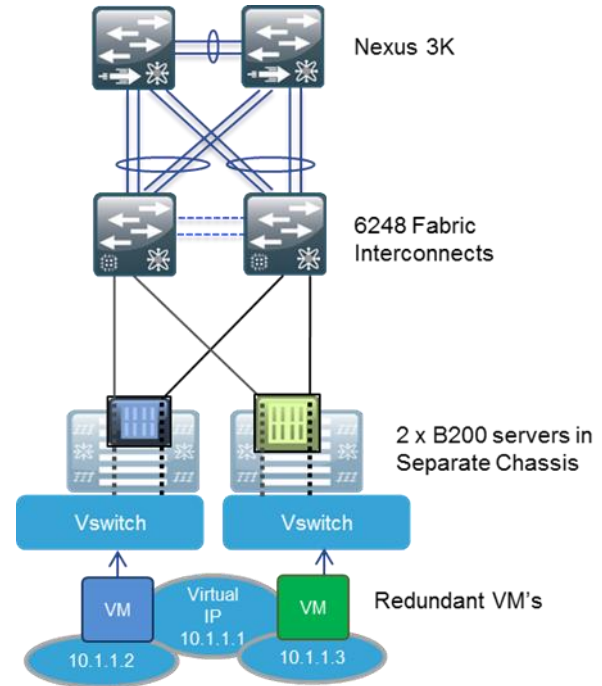 Nexus 3K
6248 Fabric
Interconnects
2 x B200 servers in
Separate Chassis
Vswitch
Vswitch
VM
Virtual
IP
10.1.1.1
VM
Redundant VM's
10.1.1.2
10.1.1.3